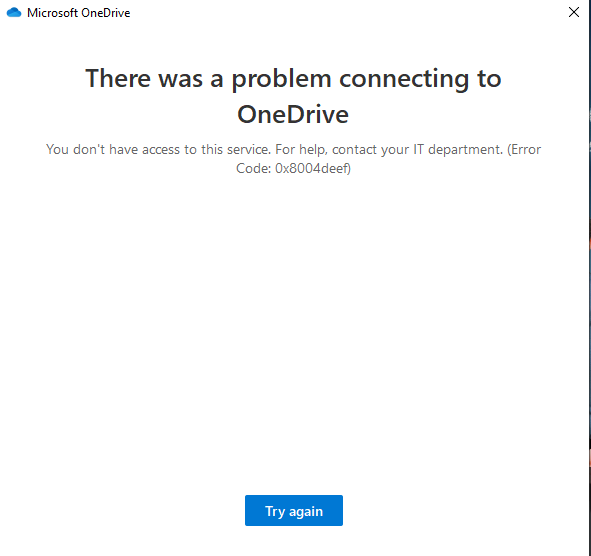 Microsoft OneDrive
There was a problem connecting to
OneDrive
You don't have access to this service. For help, contact your IT department. (Error
Code: 0x8004deef)
Try again